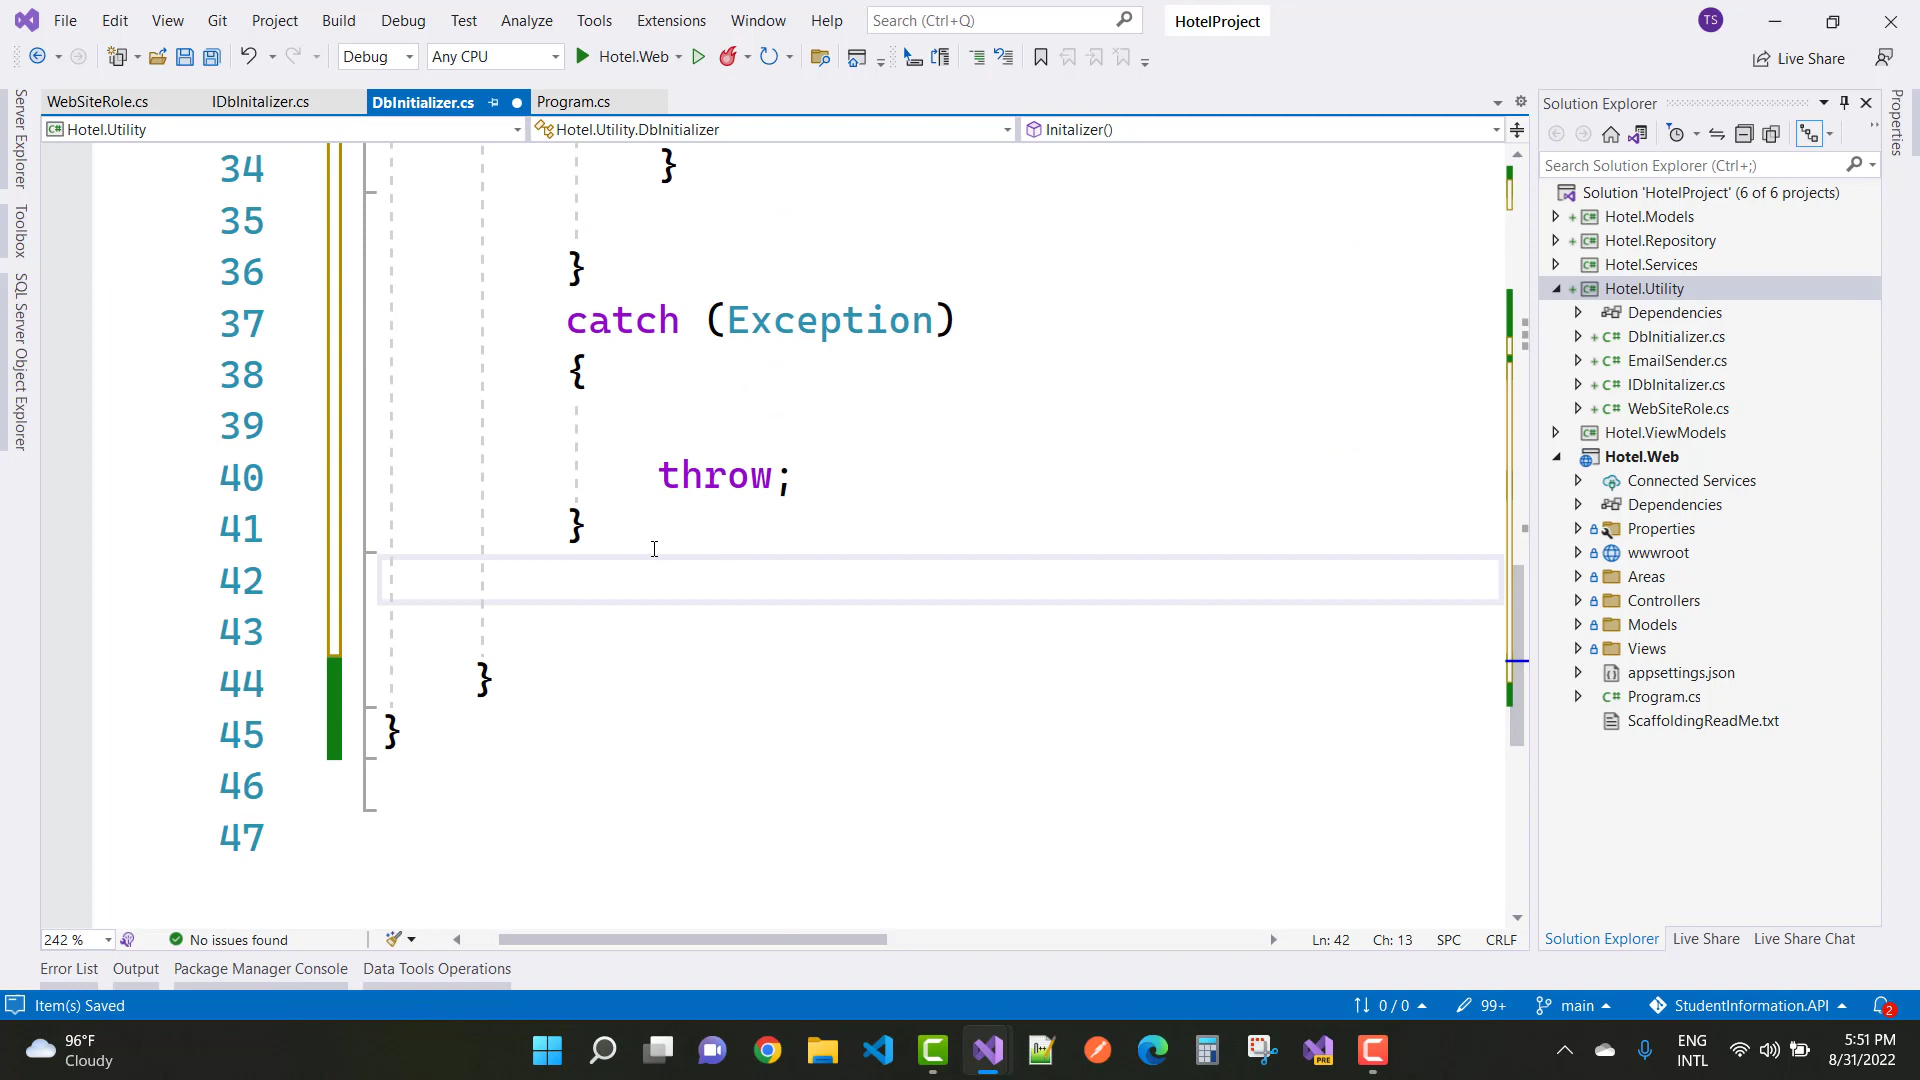 File Edit View Git Project Build Debug Test Analyze Tools Extensions Window Help Search (Ctrl+Q) HotelProject TS
Debug Any CPU Hotel.Web Live Share
WebSiteRole.cs IDbInitalizer.cs DbInitializer.cs Program.cs
Hotel.Utility Hotel.Utility.DbInitializer Initalizer()
Server Explorer
Toolbox
SQL Server Object Explorer
34 }
35
36 }
37 catch (Exception)
38 {
39
40 throw;
41 }
42
43
44 }
45 }
46
47
242 % No issues found Ln: 42 Ch: 13 SPC CRLF
Solution Explorer
Search Solution Explorer (Ctrl+;)
Solution 'HotelProject' (6 of 6 projects)
Hotel.Models
Hotel.Repository
Hotel.Services
Hotel.Utility
Dependencies
DbInitializer.cs
EmailSender.cs
IDbInitalizer.cs
WebSiteRole.cs
Hotel.ViewModels
Hotel.Web
Connected Services
Dependencies
Properties
wwwroot
Areas
Controllers
Models
Views
appsettings.json
Program.cs
ScaffoldingReadMe.txt
Solution Explorer Live Share Live Share Chat
Properties
Error List Output Package Manager Console Data Tools Operations
Item(s) Saved 0 / 0 99+ main StudentInformation.API 2
96°F
Cloudy
PRE
ENG
INTL
5:51 PM
8/31/2022